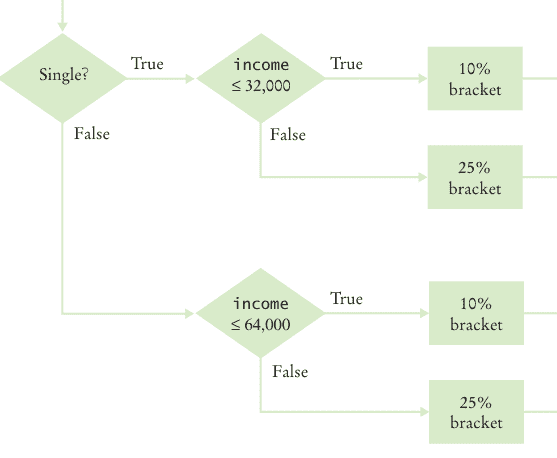 Single?
True
income
≤ 32,000
True
10%
bracket
False
False
25%
bracket
income
≤ 64,000
True
10%
bracket
False
25%
bracket